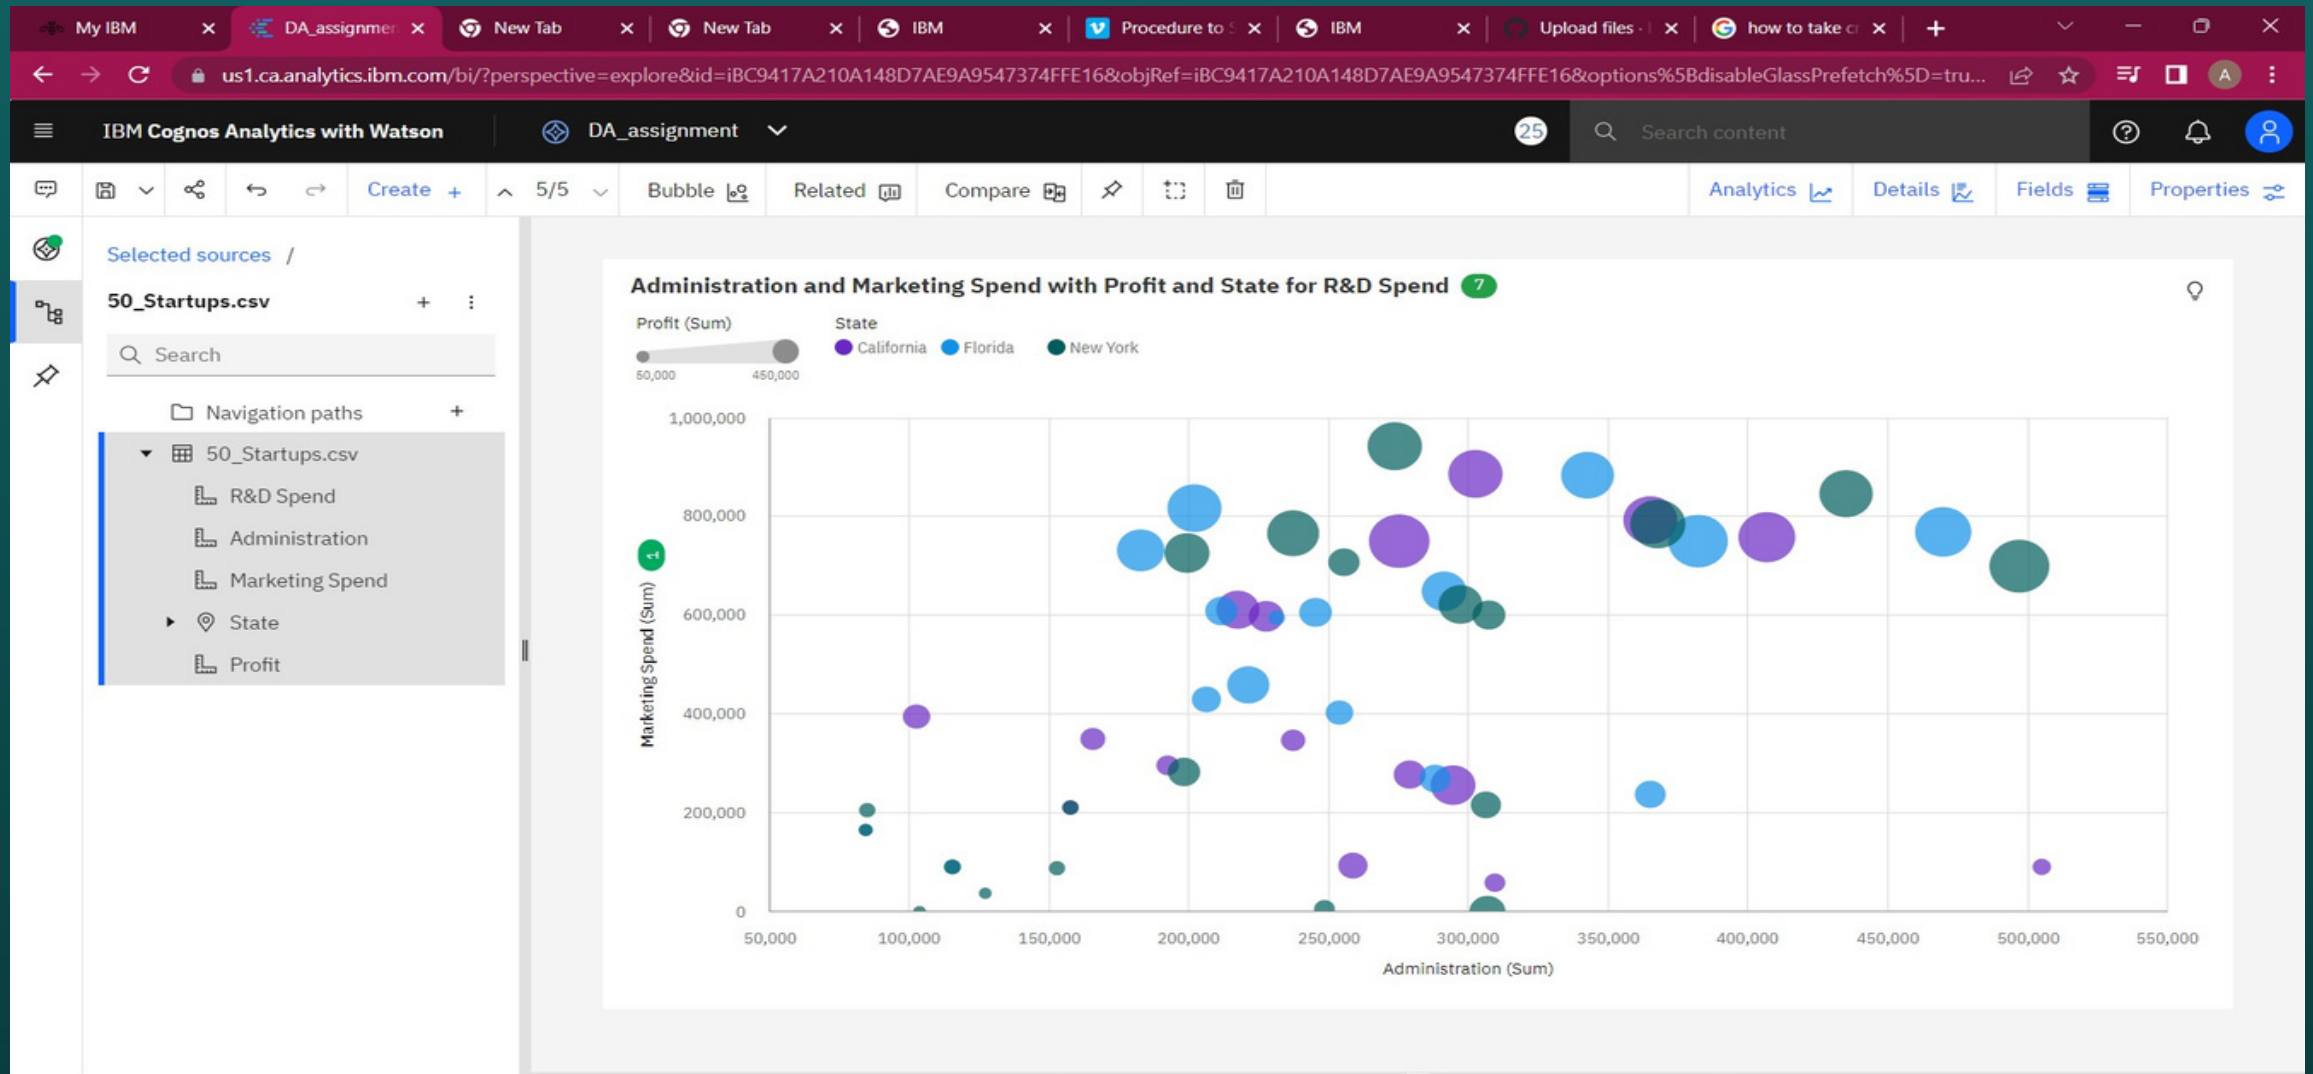 My IBM DA_assignmer New Tab New Tab IBM Procedure to IBM Upload files · how to take cr
us1.ca.analytics.ibm.com/bi/?perspective=explore&id=iBC9417A210A148D7AE9A9547374FFE16&objRef=iBC9417A210A148D7AE9A9547374FFE16&options%5BdisableGlassPrefetch%5D=tru... A
IBM Cognos Analytics with Watson DA_assignment 25 Search content
Create + 5/5 Bubble Related Compare Analytics Details Fields Properties
Selected sources /
50_Startups.csv
Search
Navigation paths
50_Startups.csv
R&D Spend
Administration
Marketing Spend
State
Profit
Administration and Marketing Spend with Profit and State for R&D Spend 7
Profit (Sum) State
California Florida New York
50,000 450,000
1,000,000
800,000
600,000
400,000
200,000
0
Marketing Spend (Sum)
50,000 100,000 150,000 200,000 250,000 300,000 350,000 400,000 450,000 500,000 550,000
Administration (Sum)